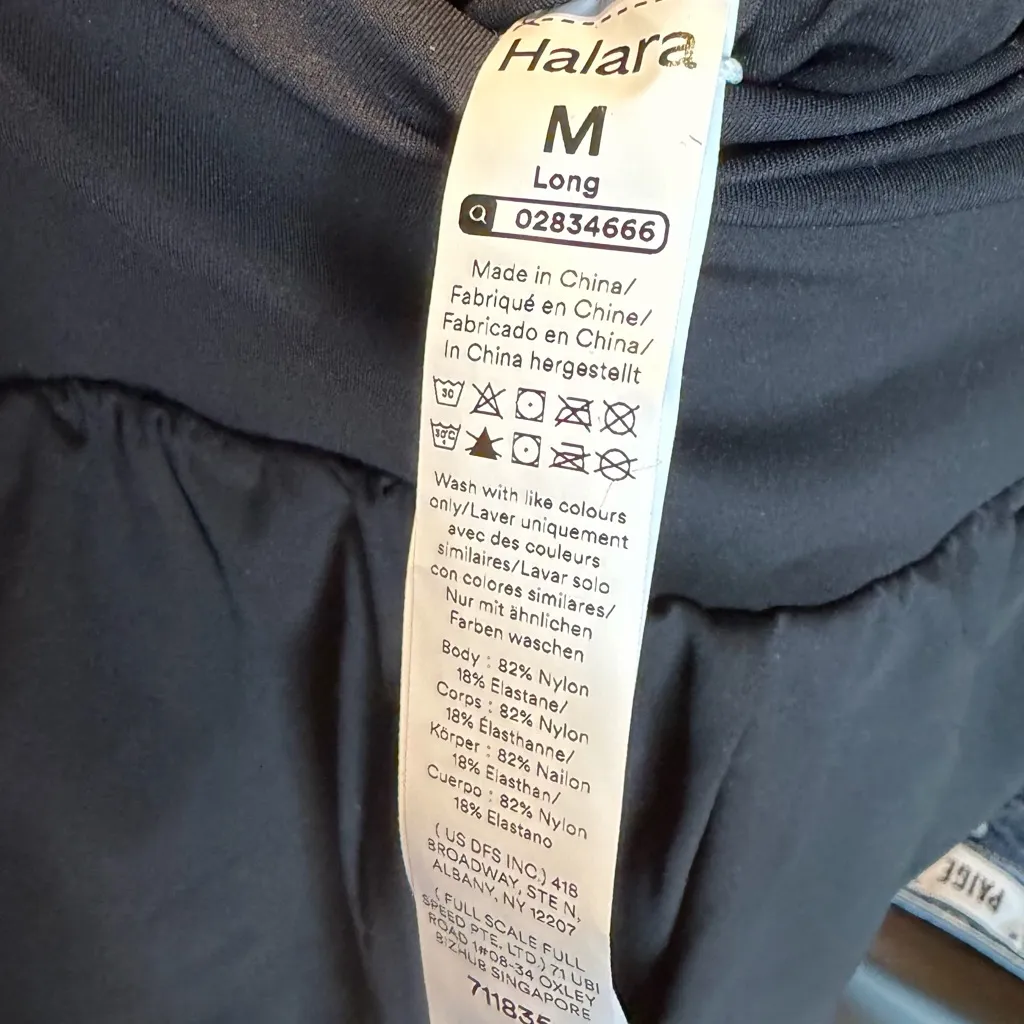 Halara
M
Long
02834666
Made in China/
Fabriqué en Chine/
Fabricado en China/
In China hergestellt
30
30°C
Wash with like colours
only/Laver uniquement
avec des couleurs
similaires/Lavar solo
con colores similares/
Nur mit ähnlichen
Farben waschen
Body : 82% Nylon
18% Elastane/
Corps : 82% Nylon
18% Élasthanne/
Körper : 82% Nailon
18% Elasthan/
Cuerpo : 82% Nylon
18% Elastano
( US DFS INC.) 418
BROADWAY, STE N,
ALBANY, NY 12207
( FULL SCALE FULL
SPEED PTE. LTD.) 71 UBI
ROAD 1#08-34 OXLEY
BIZHUB SINGAPORE
711835
PAIGE